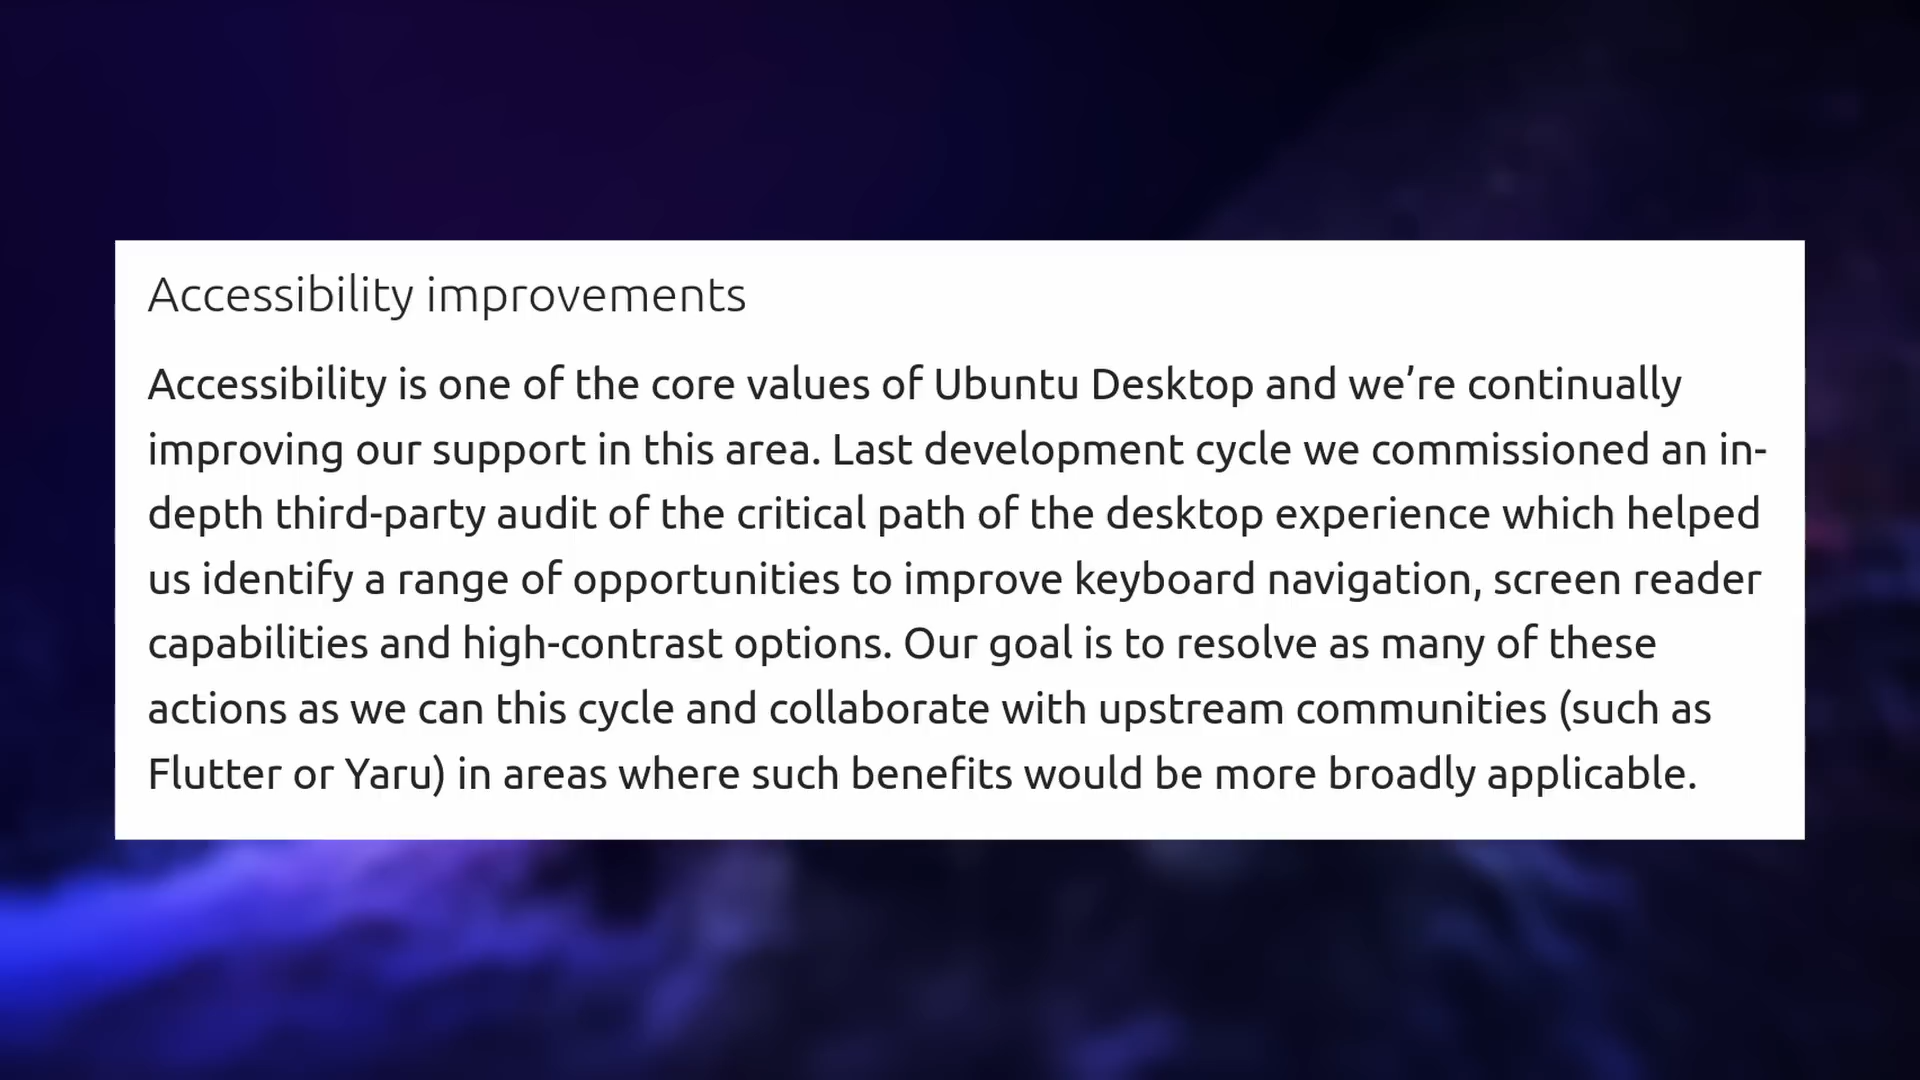 Accessibility improvements
Accessibility is one of the core values of Ubuntu Desktop and we’re continually
improving our support in this area. Last development cycle we commissioned an in-
depth third-party audit of the critical path of the desktop experience which helped
us identify a range of opportunities to improve keyboard navigation, screen reader
capabilities and high-contrast options. Our goal is to resolve as many of these
actions as we can this cycle and collaborate with upstream communities (such as
Flutter or Yaru) in areas where such benefits would be more broadly applicable.